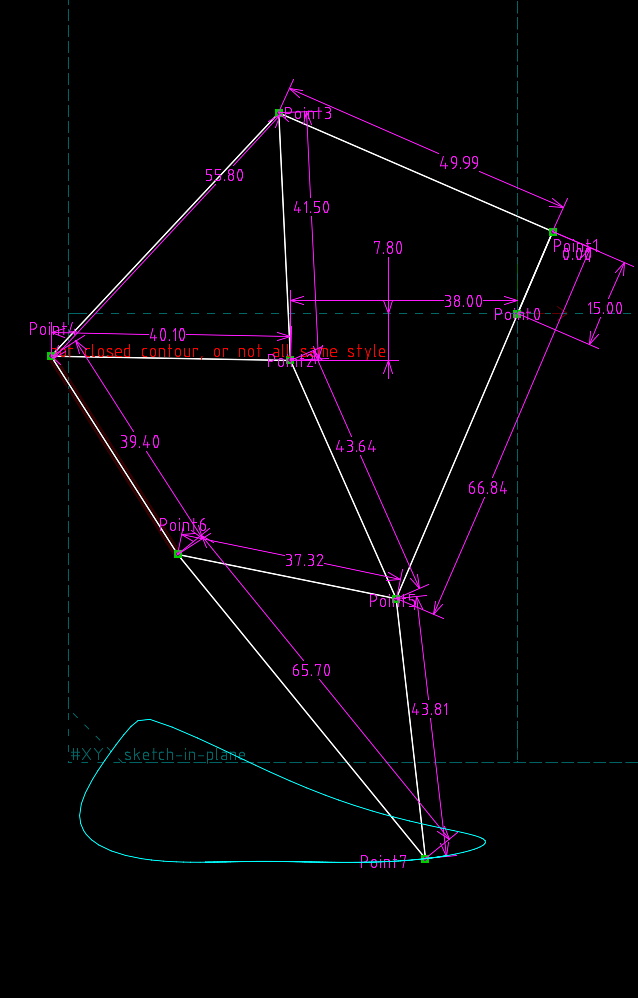 Point3
49.99
55.80
41.50
Point1
7.80
0.00
38.00
15.00
Point0
Point4
40.10
closed contour, or not all same style
Point2
39.40
43.64
66.84
Point6
37.32
Point5
65.70
43.81
#XY
sketch-in-plane
Point7